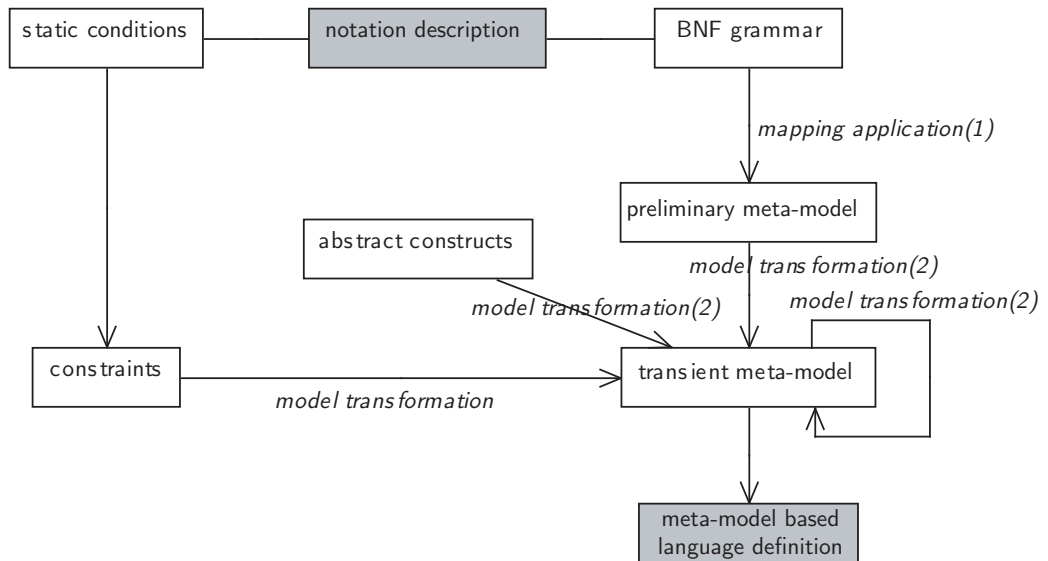 static conditions
notation description
BNF grammar
mapping application(1)
preliminary meta-model
abstract constructs
model transformation(2)
model transformation(2)
model transformation(2)
constraints
transient meta-model
model transformation
meta-model based
language definition